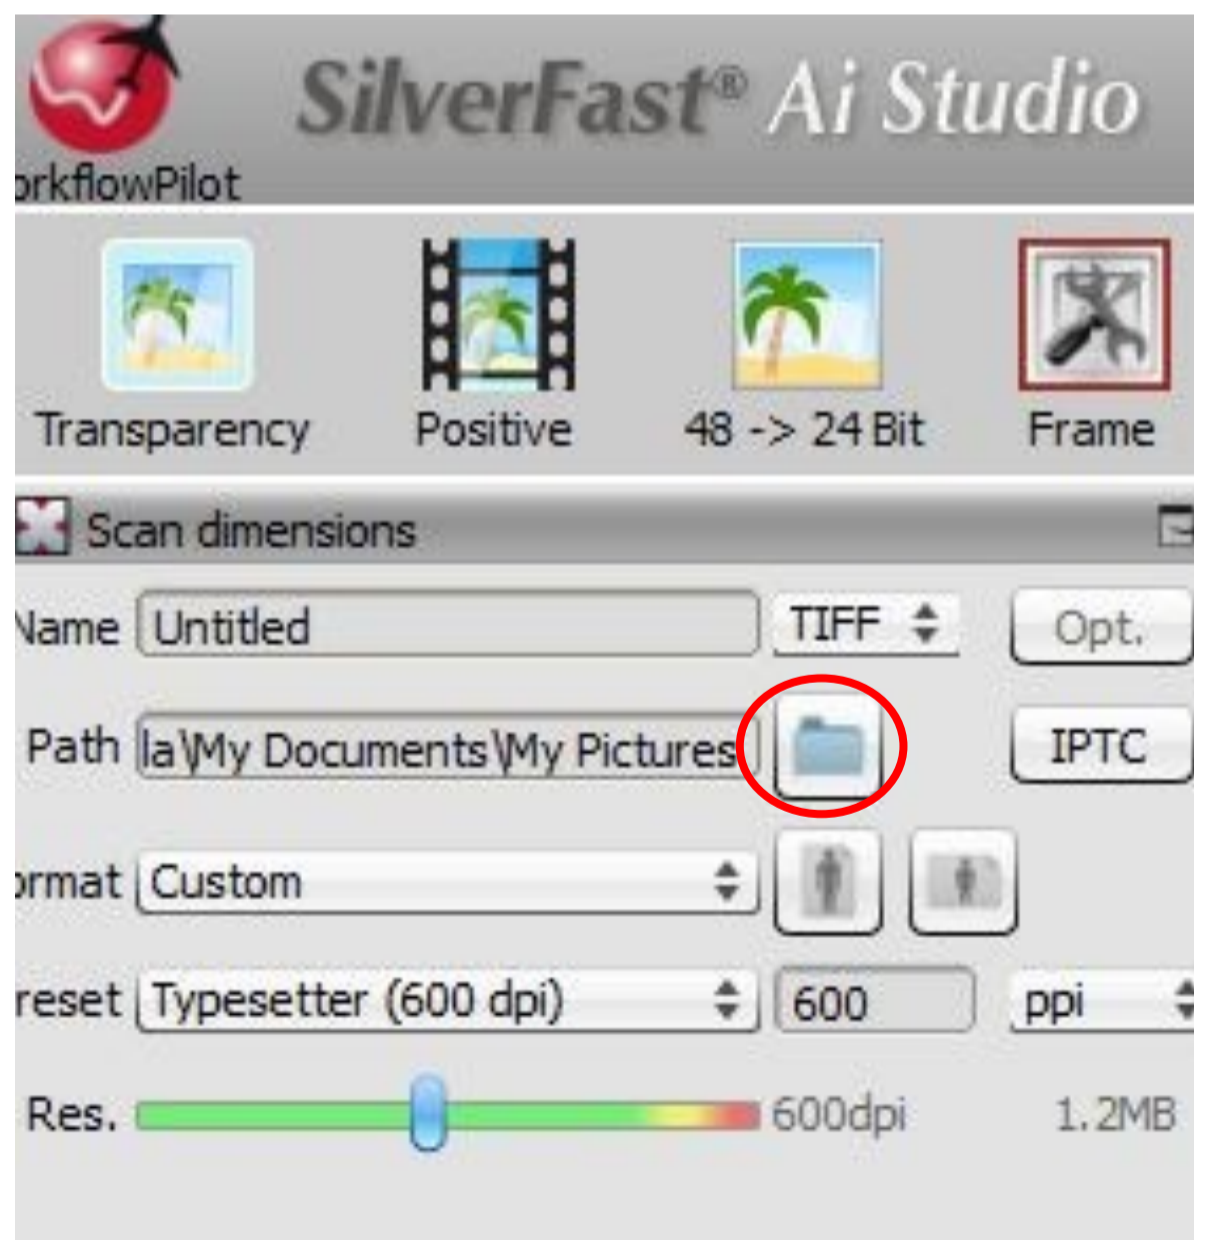 SilverFast® Ai Studio
orkflowPilot
Transparency Positive 48 -> 24 Bit Frame
Scan dimensions
Name Untitled TIFF Opt.
Path la\My Documents\My Pictures IPTC
ormat Custom
reset Typesetter (600 dpi) 600 ppi
Res. 600dpi 1.2MB